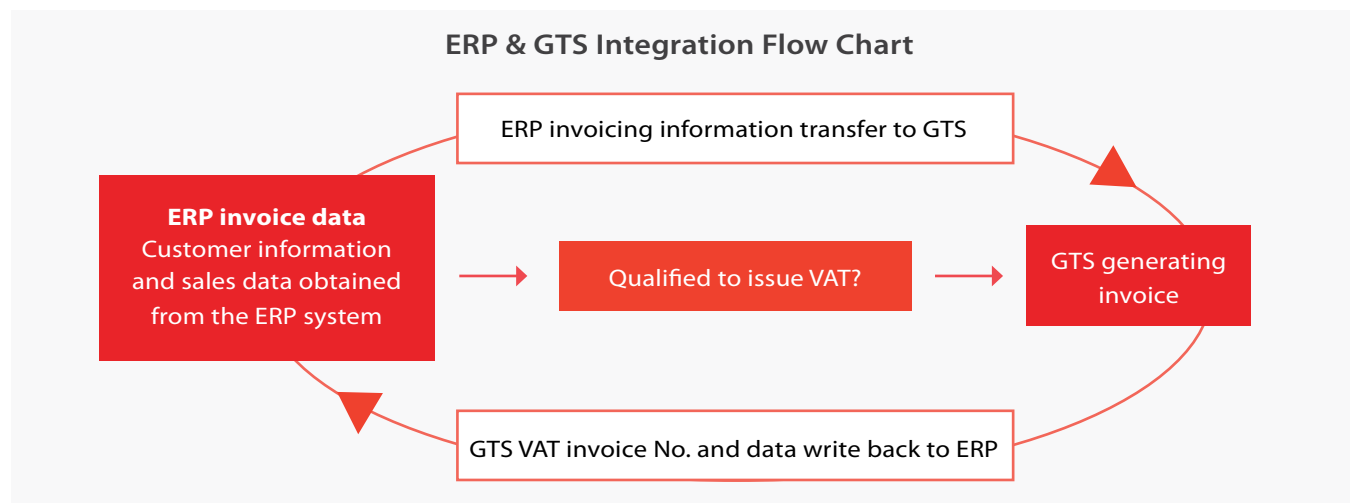 ERP & GTS Integration Flow Chart
ERP invoicing information transfer to GTS
ERP invoice data
Customer information
and sales data obtained
from the ERP system
Qualified to issue VAT?
GTS generating
invoice
GTS VAT invoice No. and data write back to ERP